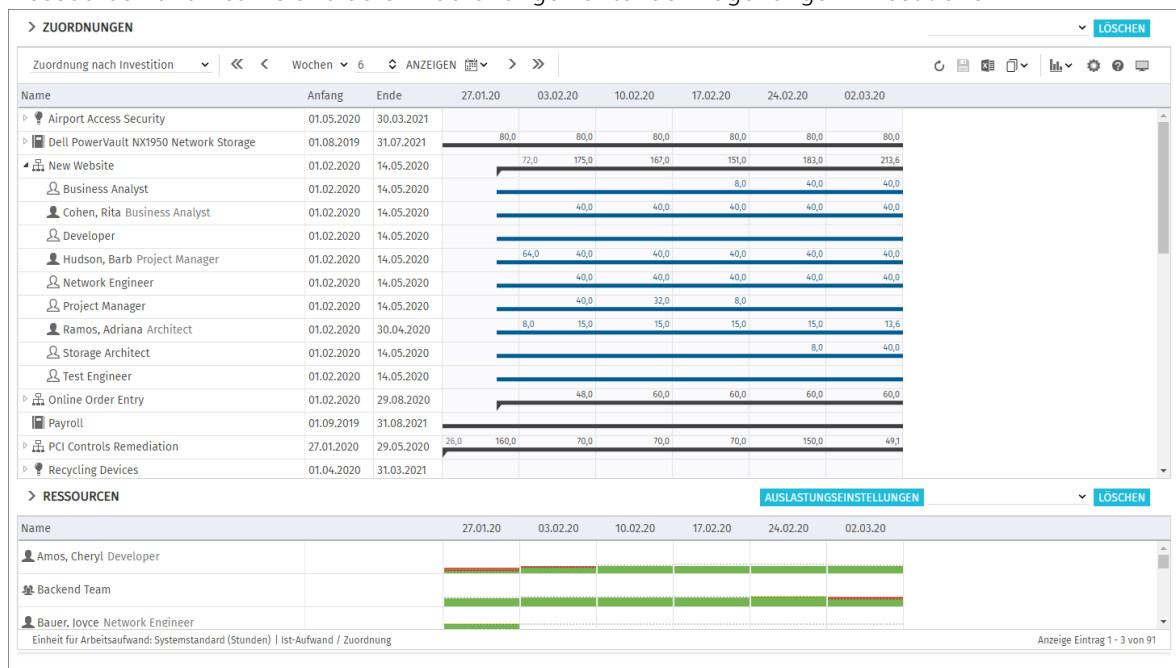 ZUORDNUNGEN LÖSCHEN
Zuordnung nach Investition Wochen 6 ANZEIGEN
Name Anfang Ende 27.01.20 03.02.20 10.02.20 17.02.20 24.02.20 02.03.20
Airport Access Security 01.05.2020 30.03.2021
Dell PowerVault NX1950 Network Storage 01.08.2019 31.07.2021 80,0 80,0 80,0 80,0 80,0 80,0
New Website 01.02.2020 14.05.2020 72,0 175,0 167,0 151,0 183,0 213,6
Business Analyst 01.02.2020 14.05.2020 8,0 40,0 40,0
Cohen, Rita Business Analyst 01.02.2020 14.05.2020 40,0 40,0 40,0 40,0 40,0
Developer 01.02.2020 14.05.2020
Hudson, Barb Project Manager 01.02.2020 14.05.2020 64,0 40,0 40,0 40,0 40,0 40,0
Network Engineer 01.02.2020 14.05.2020 40,0 40,0 40,0 40,0 40,0
Project Manager 01.02.2020 14.05.2020 40,0 32,0 8,0
Ramos, Adriana Architect 01.02.2020 30.04.2020 8,0 15,0 15,0 15,0 15,0 13,6
Storage Architect 01.02.2020 14.05.2020 8,0 40,0
Test Engineer 01.02.2020 14.05.2020
Online Order Entry 01.02.2020 29.08.2020 48,0 60,0 60,0 60,0 60,0
Payroll 01.09.2019 31.08.2021
PCI Controls Remediation 27.01.2020 29.05.2020 26,0 160,0 70,0 70,0 70,0 150,0 49,1
Recycling Devices 01.04.2020 31.03.2021
RESSOURCEN AUSLASTUNGSEINSTELLUNGEN LÖSCHEN
Name 27.01.20 03.02.20 10.02.20 17.02.20 24.02.20 02.03.20
Amos, Cheryl Developer
Backend Team
Bauer, Joyce Network Engineer
Einheit für Arbeitsaufwand: Systemstandard (Stunden) | Ist-Aufwand / Zuordnung Anzeige Eintrag 1 - 3 von 91